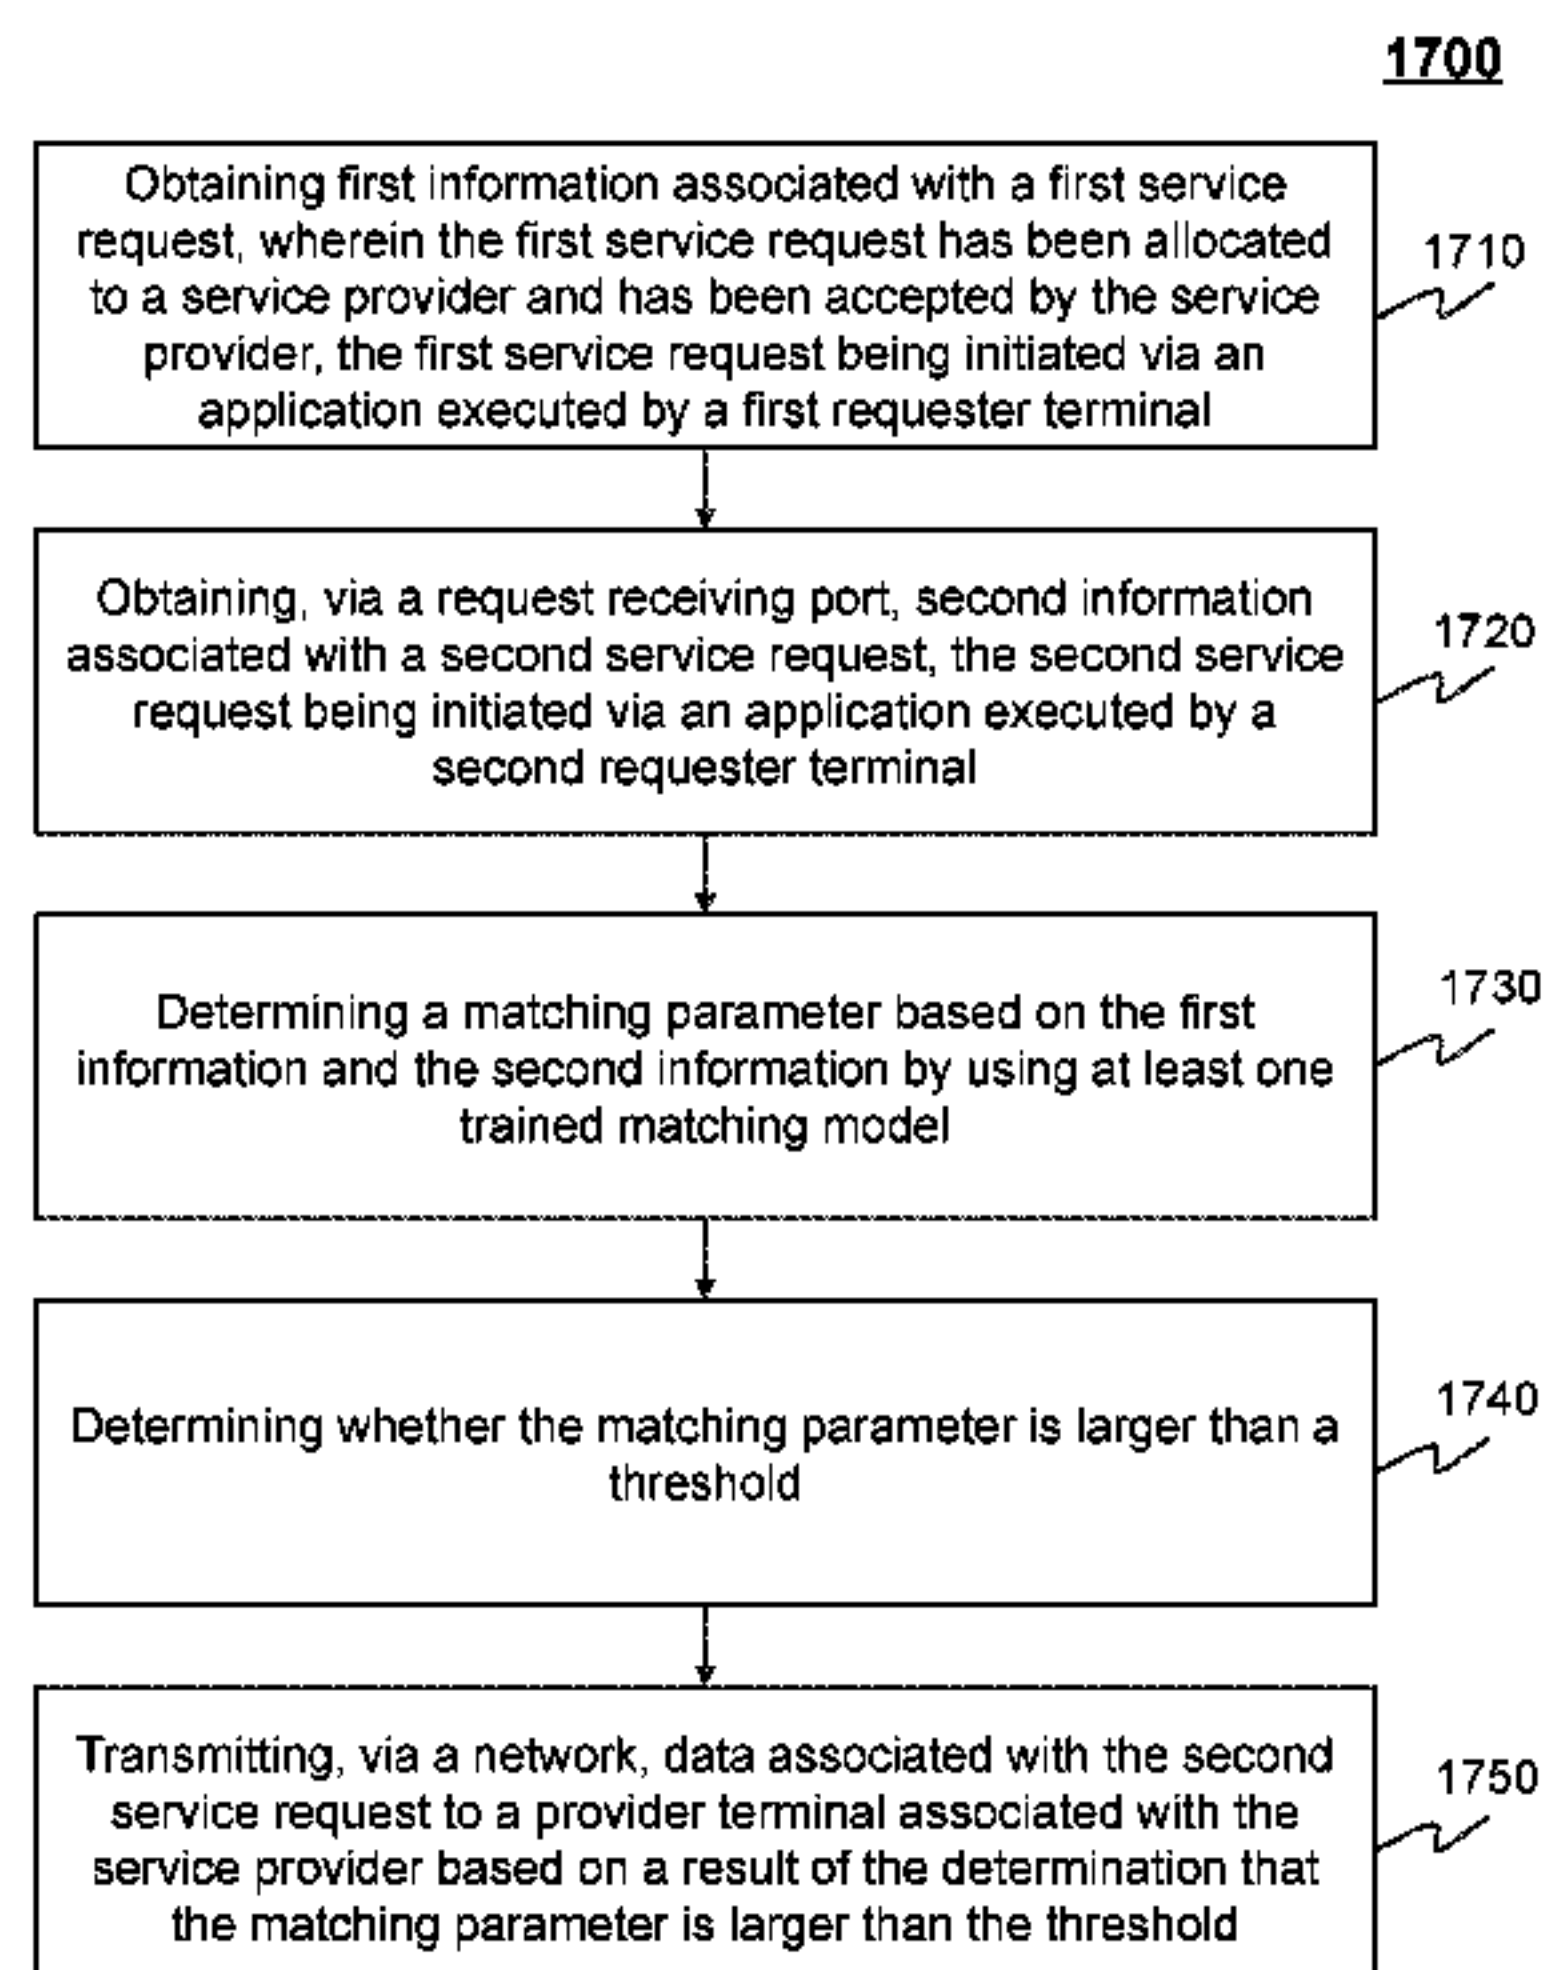 1700
Obtaining first information associated with a first service
request, wherein the first service request has been allocated
to a service provider and has been accepted by the service
provider, the first service request being initiated via an
application executed by a first requester terminal
1710
Obtaining, via a request receiving port, second information
associated with a second service request, the second service
request being initiated via an application executed by a
second requester terminal
1720
Determining a matching parameter based on the first
information and the second information by using at least one
trained matching model
1730
Determining whether the matching parameter is larger than a
threshold
1740
Transmitting, via a network, data associated with the second
service request to a provider terminal associated with the
service provider based on a result of the determination that
the matching parameter is larger than the threshold
1750